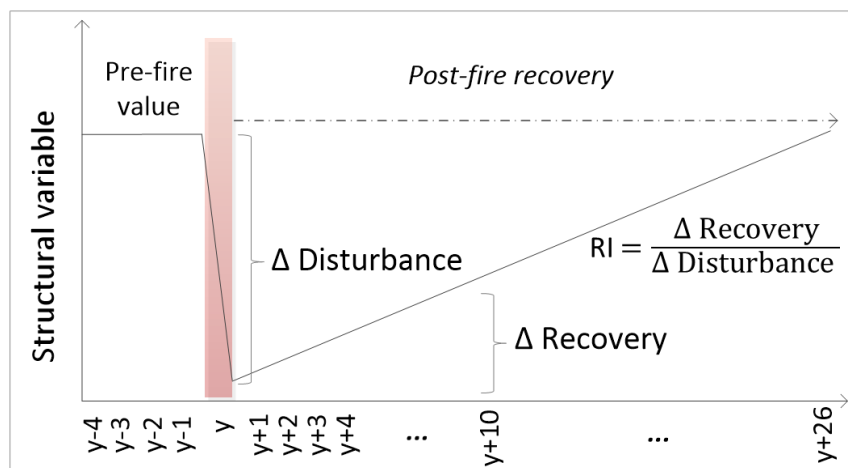 Pre-fire
value
Post-fire recovery
Structural variable
Δ Disturbance
RI = Δ Recovery / Δ Disturbance
Δ Recovery
y-4
y-3
y-2
y-1
y
y+1
y+2
y+3
y+4
...
y+10
...
y+26